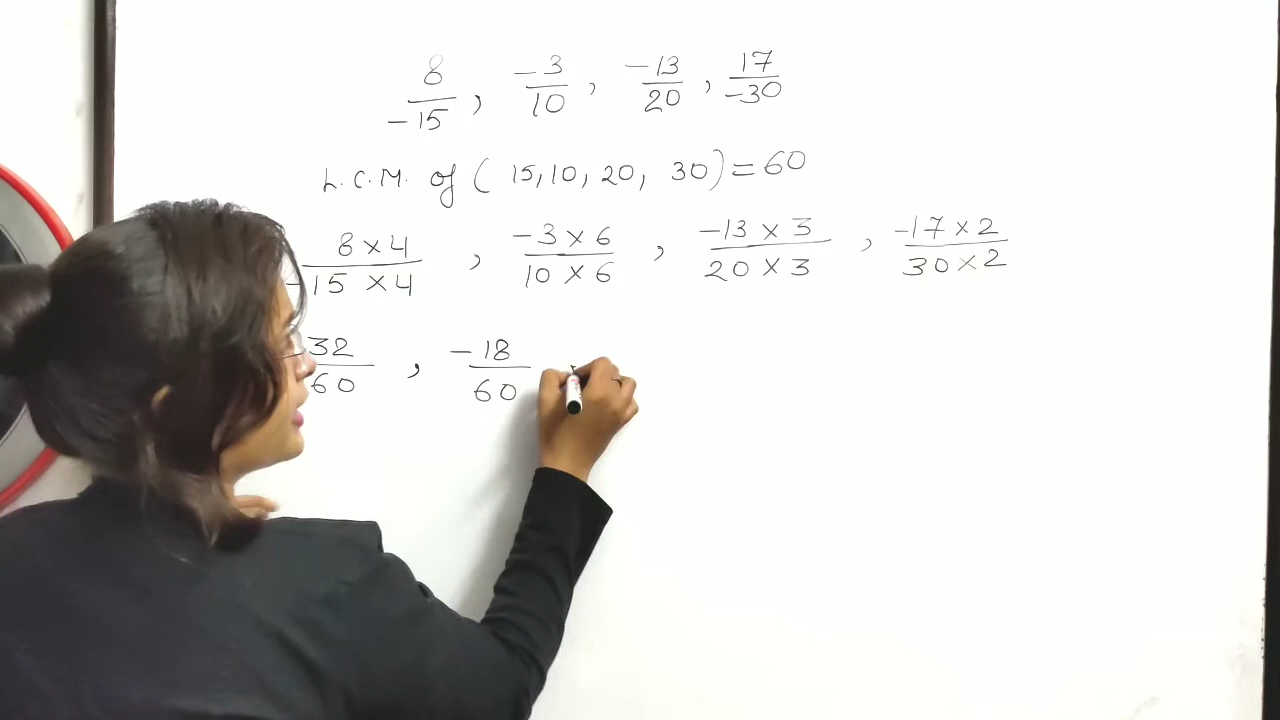 8/-15 , -3/10 , -13/20 , 17/-30
L.C.M. of ( 15,10, 20, 30) = 60
8 × 4/-15 × 4 , -3 × 6/10 × 6 , -13 × 3/20 × 3 , -17 × 2/30 × 2
32/60 , -18/60